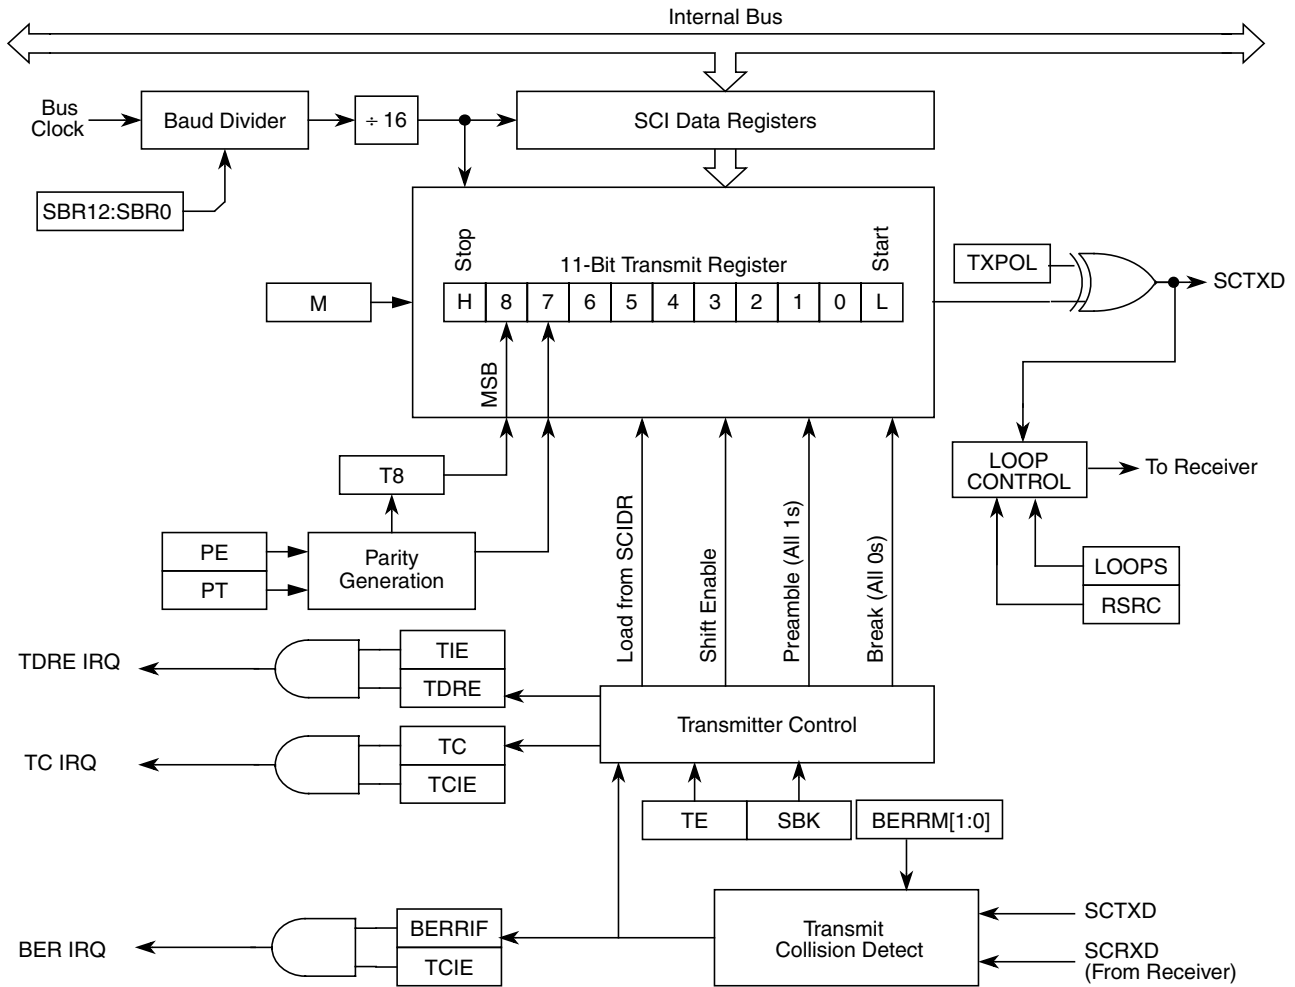 Internal Bus
Bus
Clock
Baud Divider
÷ 16
SCI Data Registers
SBR12:SBR0
Stop
11-Bit Transmit Register
Start
M
H 8 7 6 5 4 3 2 1 0 L
TXPOL
SCTXD
MSB
T8
LOOP
CONTROL
To Receiver
PE
PT
Parity
Generation
Load from SCIDR
Shift Enable
Preamble (All 1s)
Break (All 0s)
LOOPS
RSRC
TDRE IRQ
TIE
TDRE
Transmitter Control
TC IRQ
TC
TCIE
TE
SBK
BERRM[1:0]
BER IRQ
BERRIF
TCIE
Transmit
Collision Detect
SCTXD
SCRXD
(From Receiver)